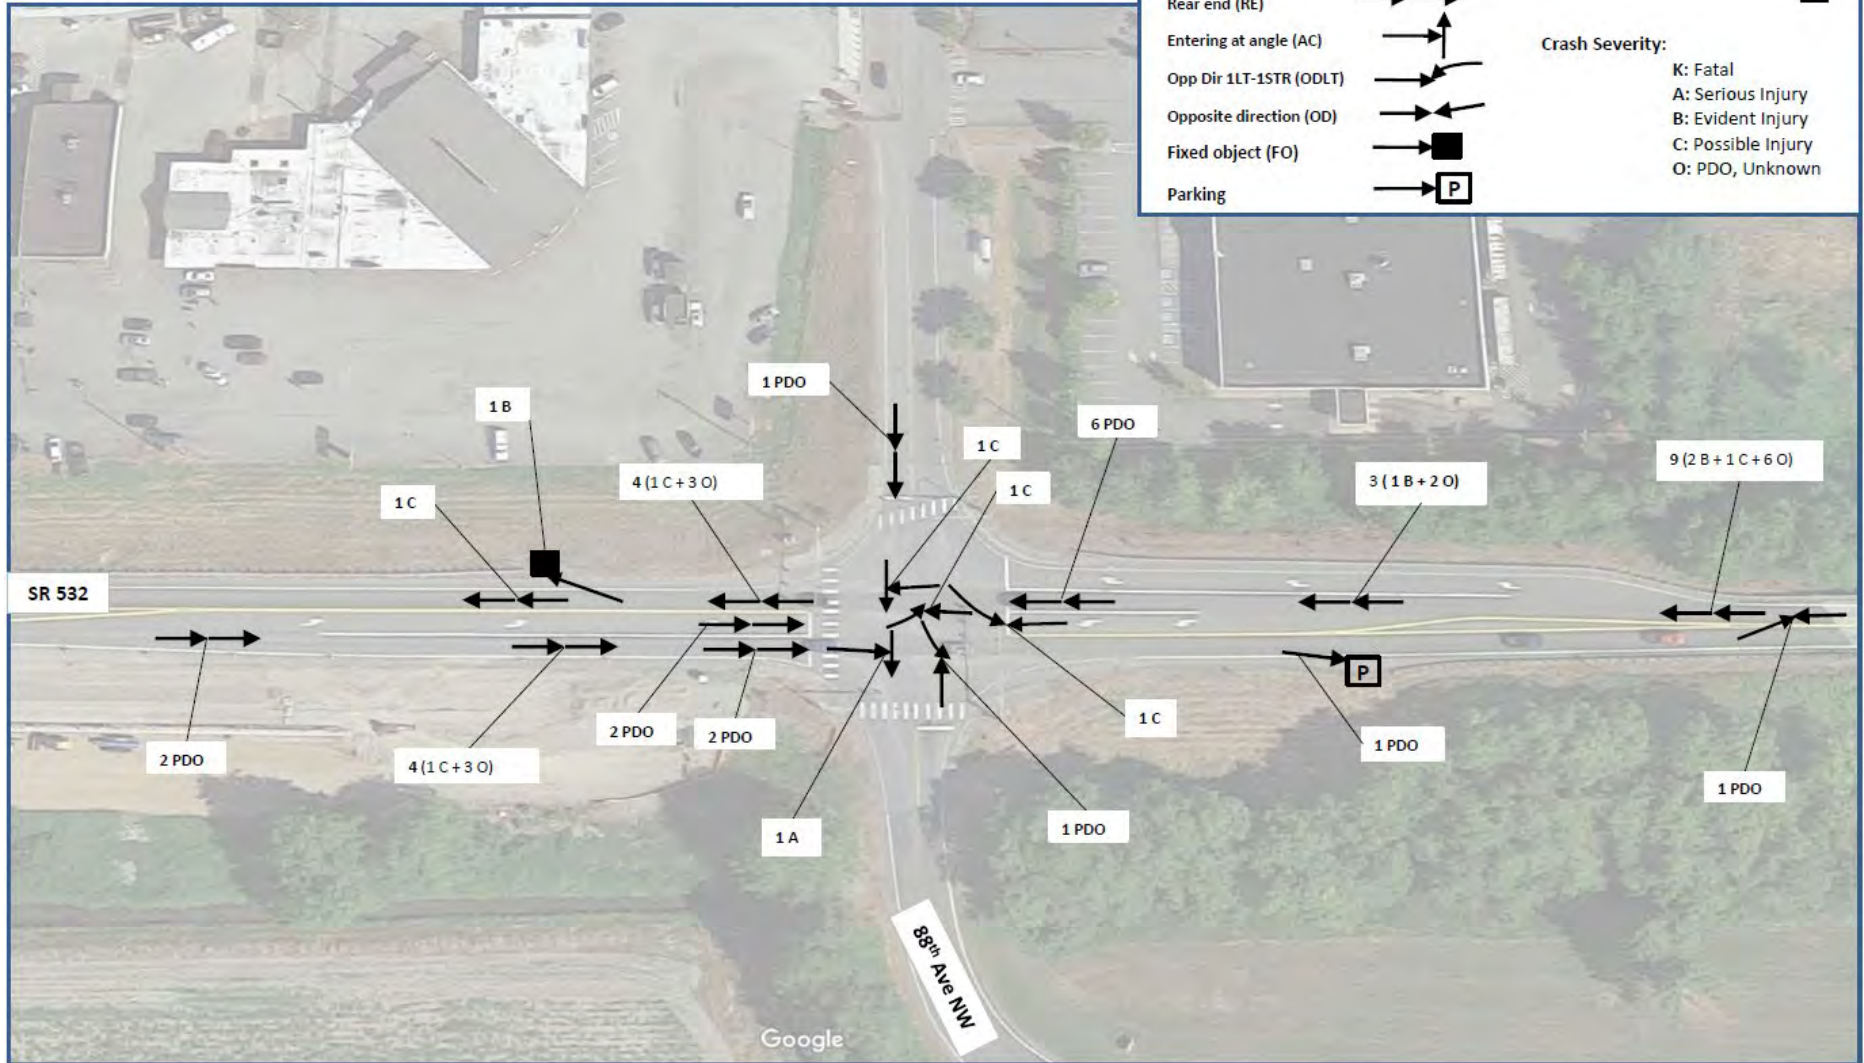 Rear end (RE)
Entering at angle (AC)
Opp Dir 1LT-1STR (ODLT)
Opposite direction (OD)
Fixed object (FO)
Parking
P
Crash Severity:
K: Fatal
A: Serious Injury
B: Evident Injury
C: Possible Injury
O: PDO, Unknown
1 PDO
1 B
6 PDO
1 C
4 (1 C + 3 O)
1 C
1 C
3 ( 1 B + 2 O)
9 (2 B + 1 C + 6 O)
SR 532
P
2 PDO
4 (1 C + 3 O)
2 PDO
2 PDO
1 C
1 PDO
1 PDO
1 A
1 PDO
88th Ave NW
Google